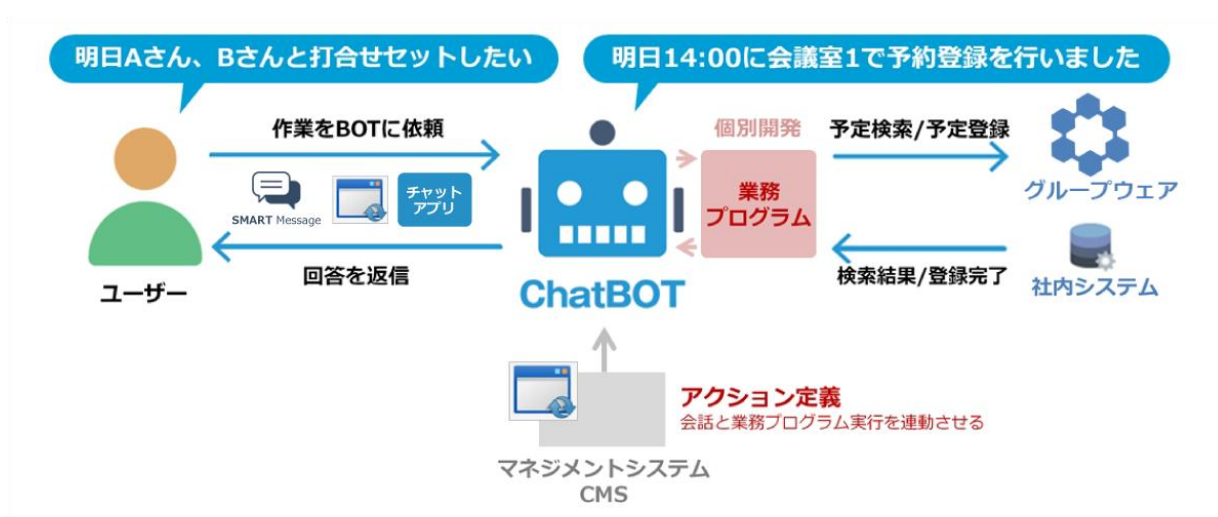 明日Aさん、Bさんと打合せセットしたい
明日14:00に会議室1で予約登録を行いました
作業をBOTに依頼
個別開発
予定検索/予定登録
SMART Message
チャット
アプリ
業務
プログラム
グループウェア
回答を返信
検索結果/登録完了
ユーザー
ChatBOT
社内システム
アクション定義
会話と業務プログラム実行を連動させる
マネジメントシステム
CMS